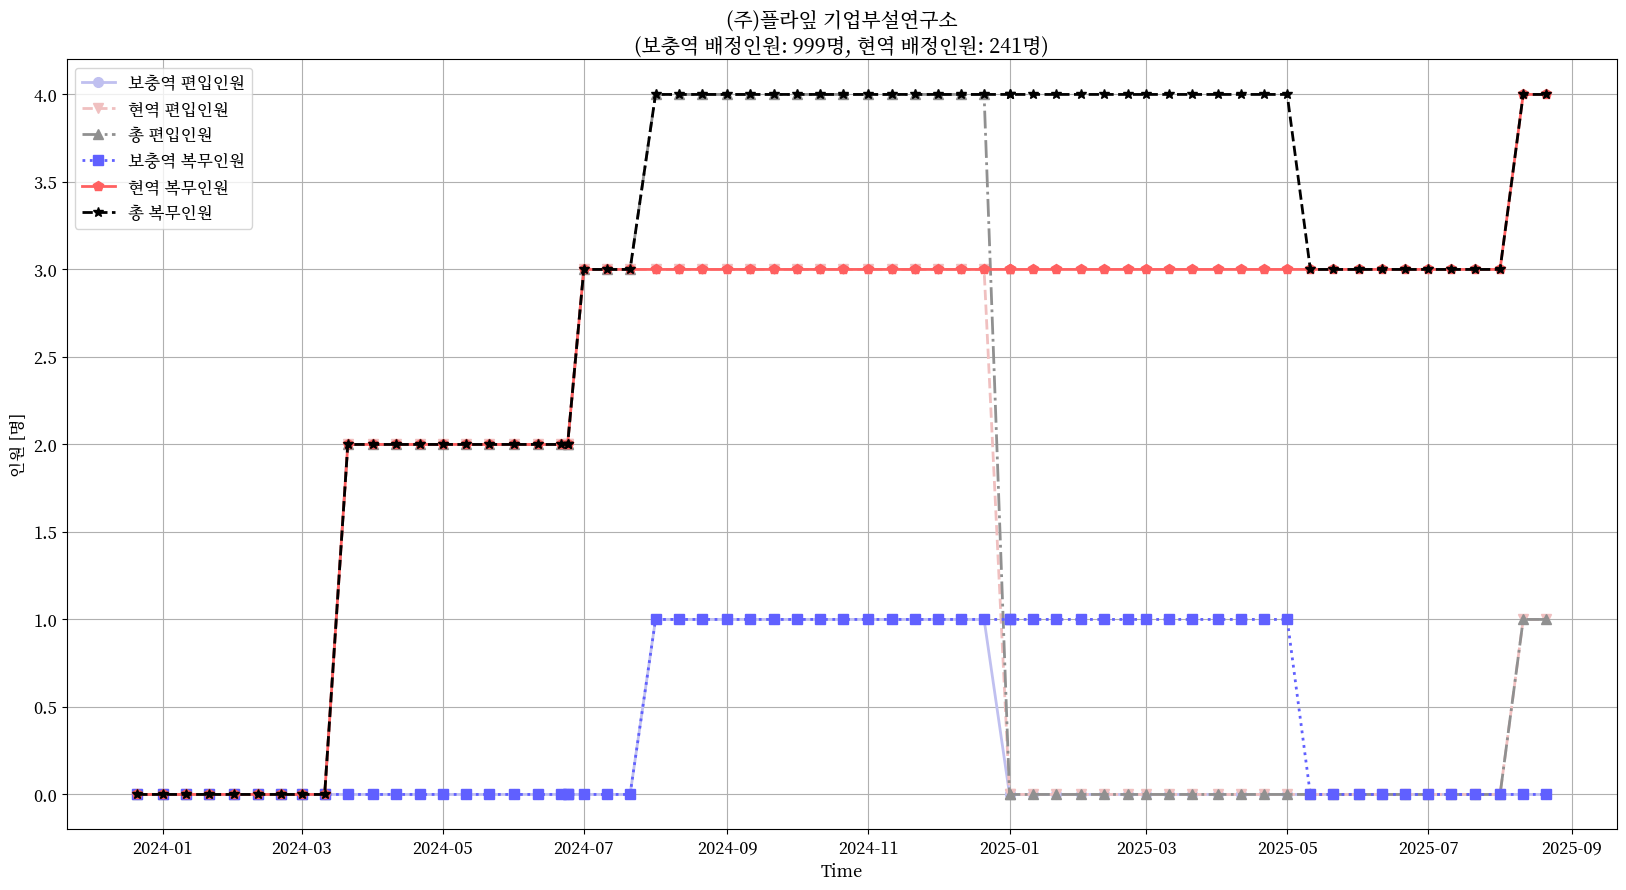 (주)플라잎 기업부설연구소
(보충역 배정인원: 999명, 현역 배정인원: 241명)
보충역 편입인원
현역 편입인원
총 편입인원
보충역 복무인원
현역 복무인원
총 복무인원
4.0
3.5
3.0
2.5
2.0
1.5
1.0
0.5
0.0
인원 [명]
2024-01
2024-03
2024-05
2024-07
2024-09
2024-11
2025-01
2025-03
2025-05
2025-07
2025-09
Time